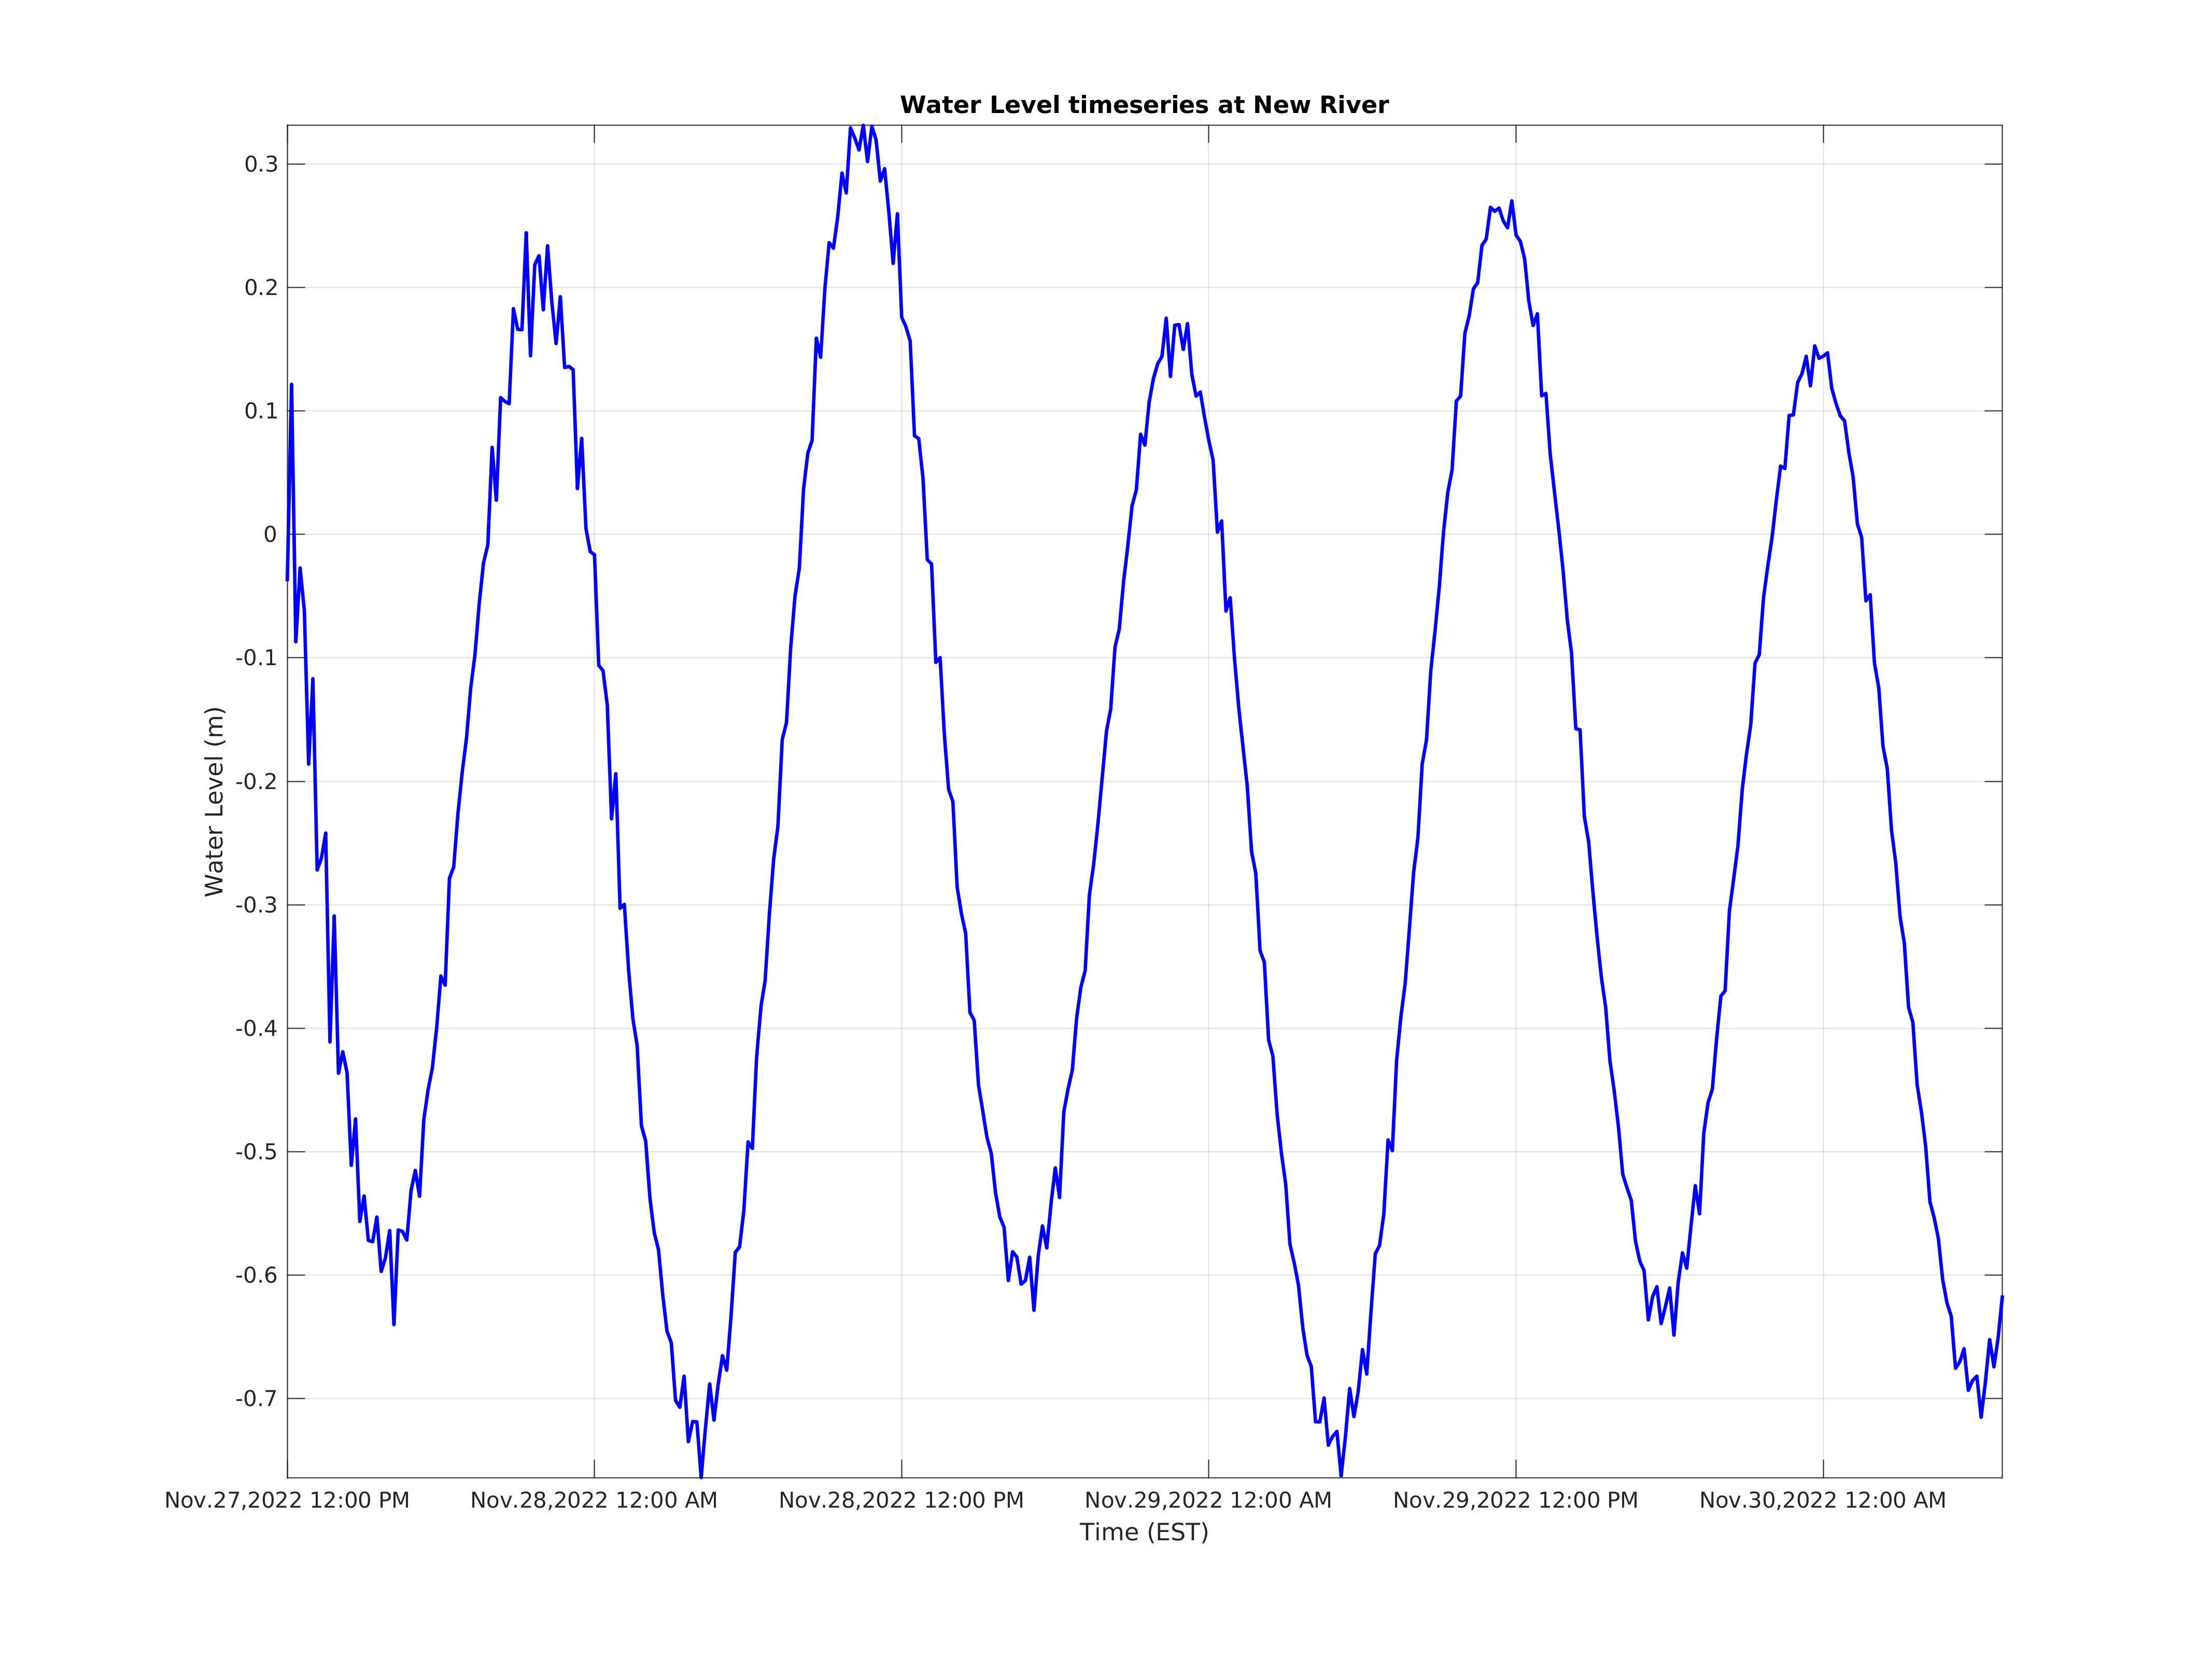 Water Level timeseries at New River
0.3
0.2
0.1
0
-0.1
-0.2
-0.3
-0.4
-0.5
-0.6
-0.7
Water Level (m)
Nov.27,2022 12:00 PM Nov.28,2022 12:00 AM Nov.28,2022 12:00 PM Nov.29,2022 12:00 AM Nov.29,2022 12:00 PM Nov.30,2022 12:00 AM
Time (EST)